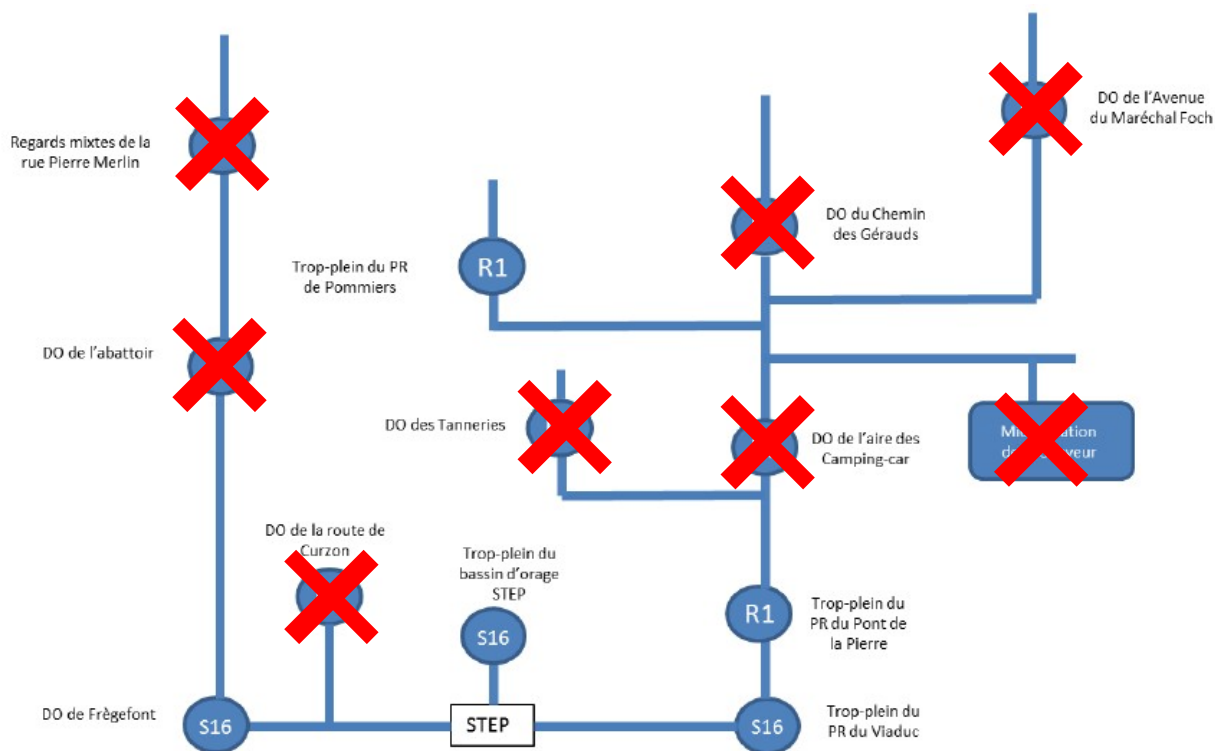 DO de l'Avenue
du Maréchal Foch
Regards mixtes de la
rue Pierre Merlin
DO du Chemin
des Gérauds
Trop-plein du PR
de Pommiers
R1
DO de l'abattoir
DO des Tanneries
DO de l'aire des
Camping-car
DO de la route de
Curzon
Trop-plein du
bassin d'orage
STEP
S16
R1
Trop-plein du
PR du Pont de
la Pierre
DO de Frègefont
S16
STEP
S16
Trop-plein du
PR du Viaduc